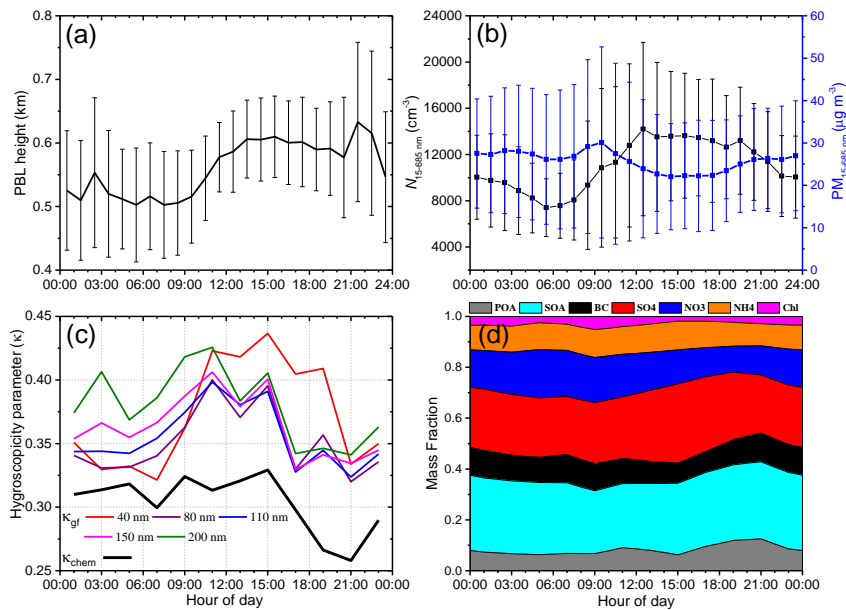 (a)
PBL height (km)
0.8
0.7
0.6
0.5
0.4
00:00 03:00 06:00 09:00 12:00 15:00 18:00 21:00 24:00
(b)
N15-685 nm (cm-3)
24000
20000
16000
12000
8000
4000
PM15-685 nm (μg m-3)
60
50
40
30
20
10
0
00:00 03:00 06:00 09:00 12:00 15:00 18:00 21:00 24:00
(c)
Hygroscopicity parameter (κ)
0.45
0.40
0.35
0.30
0.25
κgf 40 nm 80 nm 110 nm
150 nm 200 nm
κchem
00:00 03:00 06:00 09:00 12:00 15:00 18:00 21:00 00:00
Hour of day
POA SOA BC SO4 NO3 NH4 Chl
(d)
Mass Fraction
1.0
0.8
0.6
0.4
0.2
0.0
00:00 03:00 06:00 09:00 12:00 15:00 18:00 21:00 24:00
Hour of day